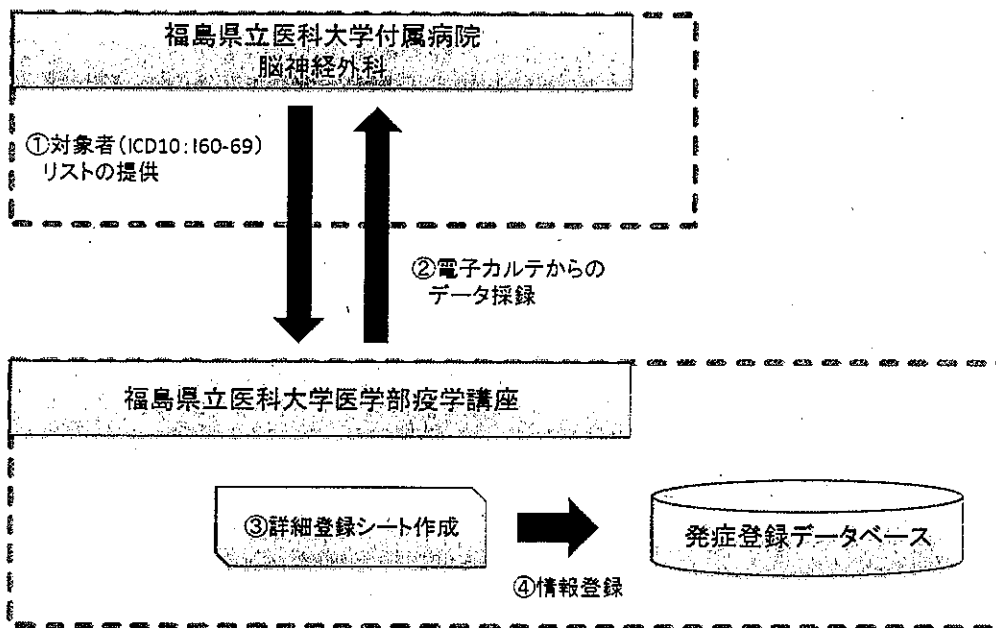 福島県立医科大学付属病院
脳神経外科
①対象者(ICD10:I60-69)
リストの提供
②電子カルテからの
データ採録
福島県立医科大学医学部疫学講座
③詳細登録シート作成
発症登録データベース
④情報登録